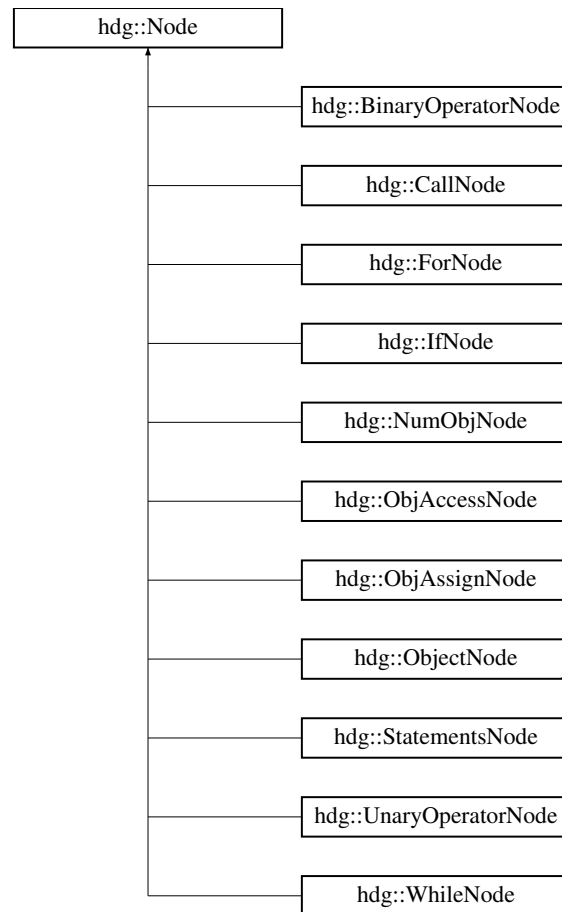 hdg::Node
hdg::BinaryOperatorNode
hdg::CallNode
hdg::ForNode
hdg::IfNode
hdg::NumObjNode
hdg::ObjAccessNode
hdg::ObjAssignNode
hdg::ObjectNode
hdg::StatementsNode
hdg::UnaryOperatorNode
hdg::WhileNode